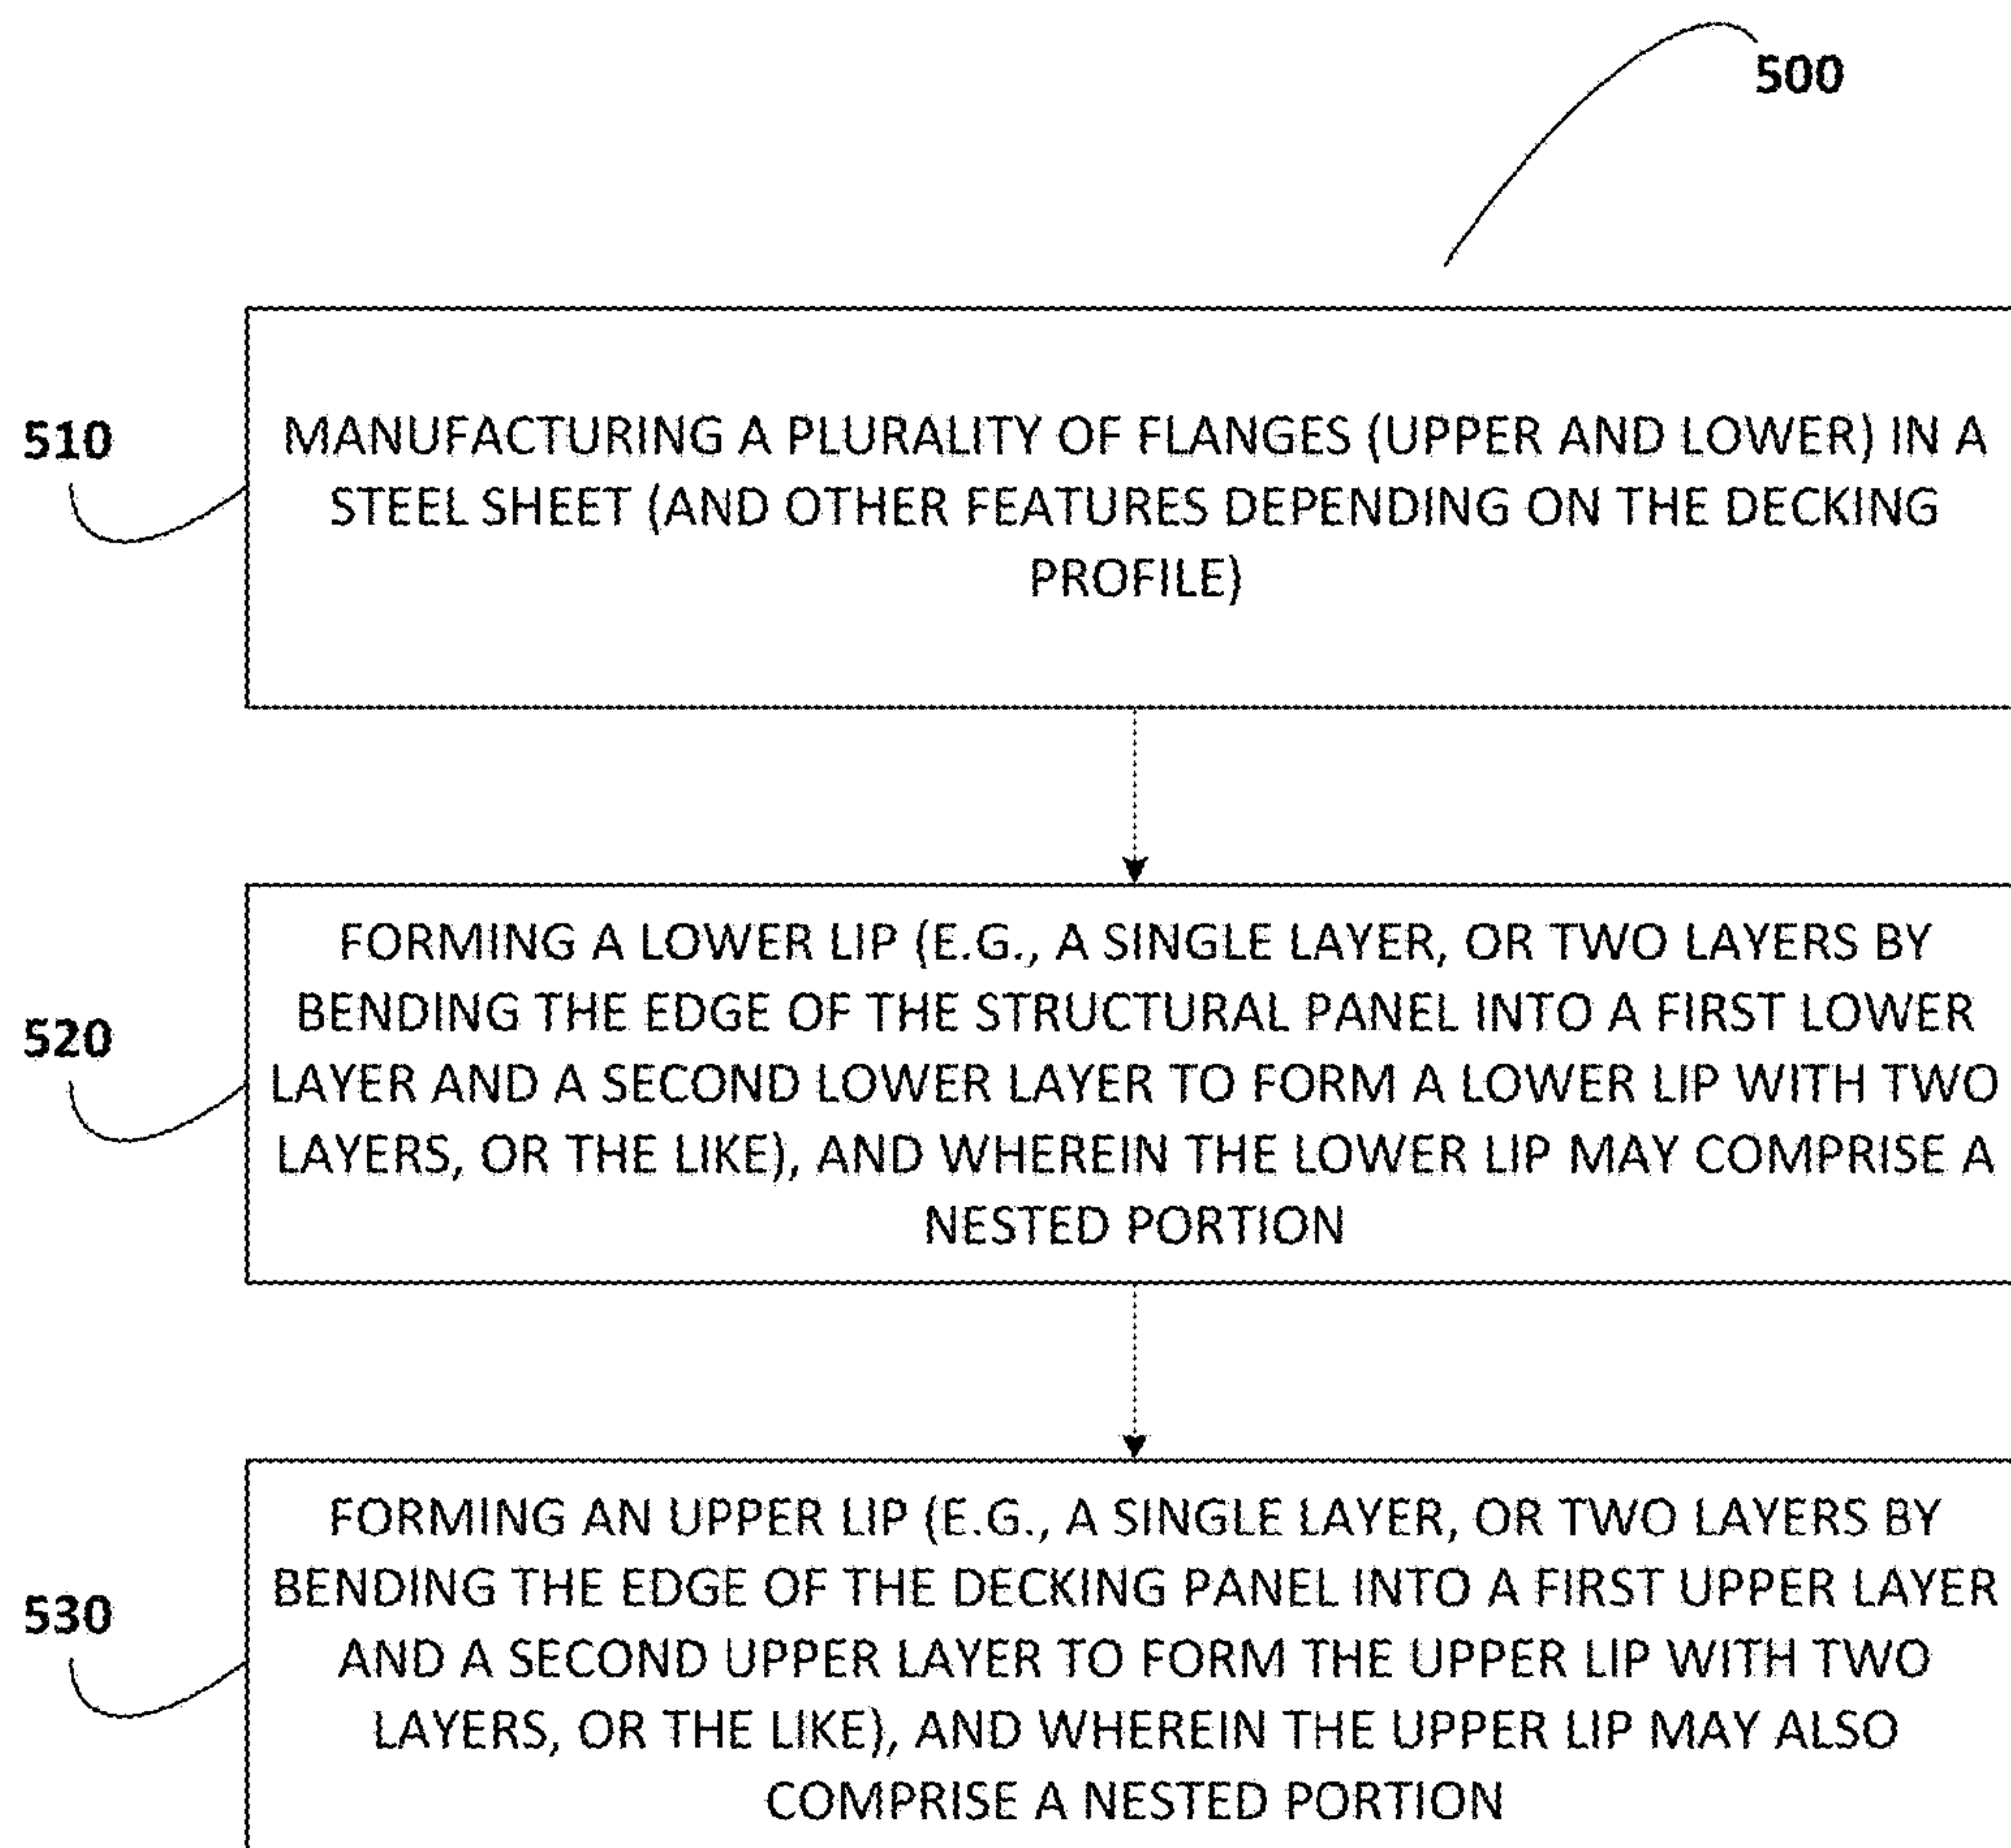 500
510
MANUFACTURING A PLURALITY OF FLANGES (UPPER AND LOWER) IN A
STEEL SHEET (AND OTHER FEATURES DEPENDING ON THE DECKING
PROFILE)
520
FORMING A LOWER LIP (E.G., A SINGLE LAYER, OR TWO LAYERS BY
BENDING THE EDGE OF THE STRUCTURAL PANEL INTO A FIRST LOWER
LAYER AND A SECOND LOWER LAYER TO FORM A LOWER LIP WITH TWO
LAYERS, OR THE LIKE), AND WHEREIN THE LOWER LIP MAY COMPRISE A
NESTED PORTION
530
FORMING AN UPPER LIP (E.G., A SINGLE LAYER, OR TWO LAYERS BY
BENDING THE EDGE OF THE DECKING PANEL INTO A FIRST UPPER LAYER
AND A SECOND UPPER LAYER TO FORM THE UPPER LIP WITH TWO
LAYERS, OR THE LIKE), AND WHEREIN THE UPPER LIP MAY ALSO
COMPRISE A NESTED PORTION